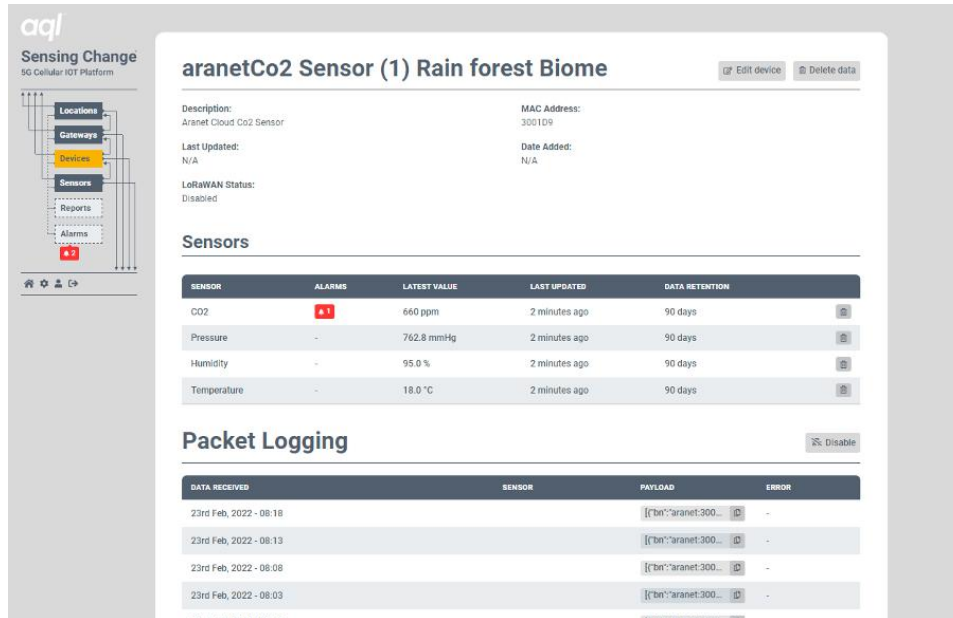 aql
Sensing Change
5G Cellular IOT Platform
Locations
Gateways
Devices
Sensors
Reports
Alarms
2
aranetCo2 Sensor (1) Rain forest Biome
Edit device
Delete data
Description:
Aranet Cloud Co2 Sensor
MAC Address:
3001D9
Last Updated:
N/A
Date Added:
N/A
LoRaWAN Status:
Disabled
Sensors
SENSOR ALARMS LATEST VALUE LAST UPDATED DATA RETENTION
CO2 1 660 ppm 2 minutes ago 90 days
Pressure - 762.8 mmHg 2 minutes ago 90 days
Humidity - 95.0 % 2 minutes ago 90 days
Temperature - 18.0 °C 2 minutes ago 90 days
Packet Logging
Disable
DATA RECEIVED SENSOR PAYLOAD ERROR
23rd Feb, 2022 - 08:18 [{"bn":"aranet:300... -
23rd Feb, 2022 - 08:13 [{"bn":"aranet:300... -
23rd Feb, 2022 - 08:08 [{"bn":"aranet:300... -
23rd Feb, 2022 - 08:03 [{"bn":"aranet:300... -